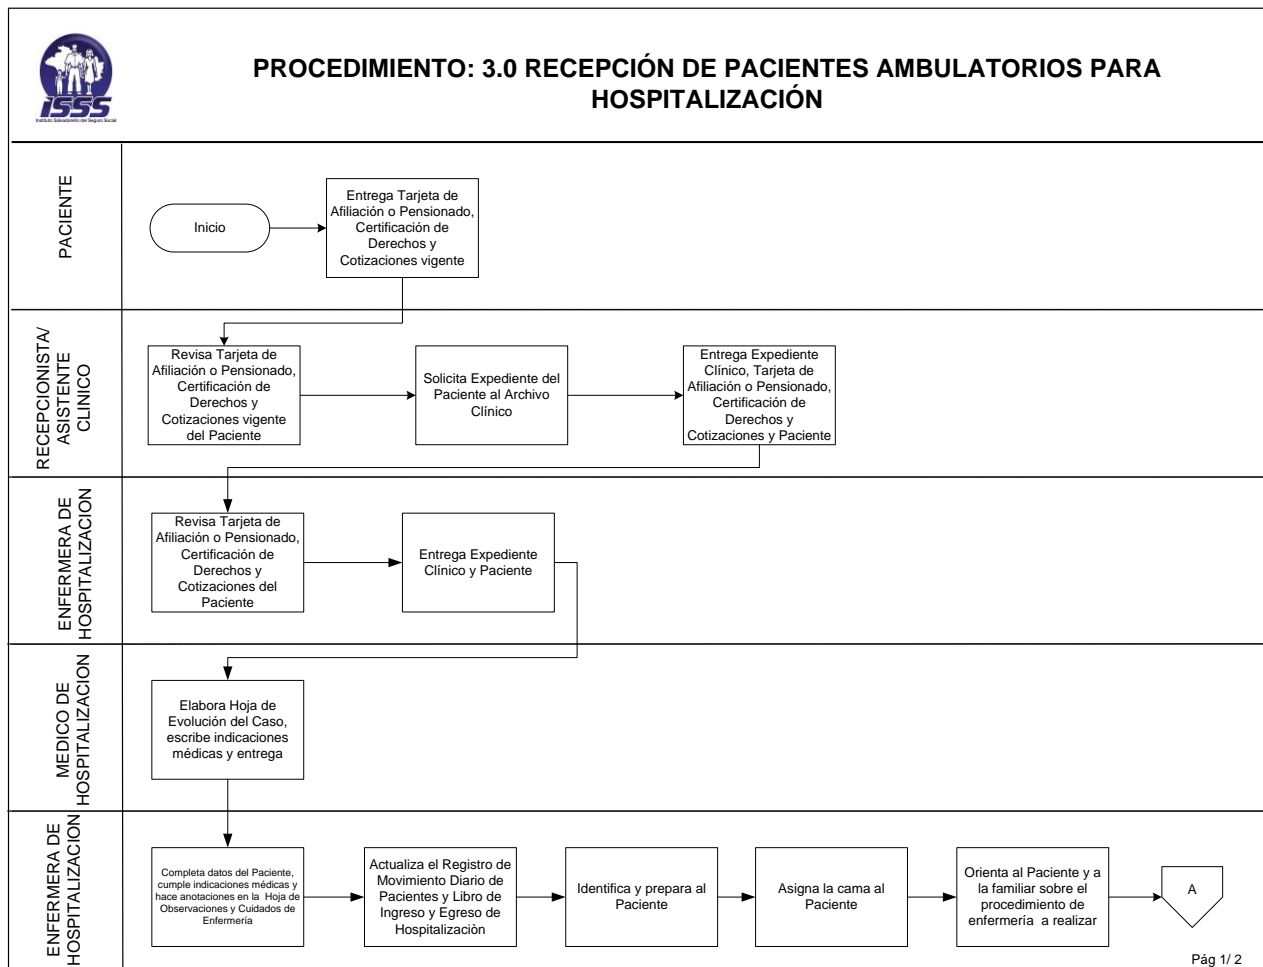 ISSS
Instituto Salvadoreño del Seguro Social
PROCEDIMIENTO: 3.0 RECEPCIÓN DE PACIENTES AMBULATORIOS PARA
HOSPITALIZACIÓN
PACIENTE
Inicio
Entrega Tarjeta de
Afiliación o Pensionado,
Certificación de
Derechos y
Cotizaciones vigente
RECEPCIONISTA/
ASISTENTE
CLINICO
Revisa Tarjeta de
Afiliación o Pensionado,
Certificación de
Derechos y
Cotizaciones vigente
del Paciente
Solicita Expediente del
Paciente al Archivo
Clínico
Entrega Expediente
Clínico, Tarjeta de
Afiliación o Pensionado,
Certificación de
Derechos y
Cotizaciones y Paciente
ENFERMERA DE
HOSPITALIZACION
Revisa Tarjeta de
Afiliación o Pensionado,
Certificación de
Derechos y
Cotizaciones del
Paciente
Entrega Expediente
Clínico y Paciente
MEDICO DE
HOSPITALIZACION
Elabora Hoja de
Evolución del Caso,
escribe indicaciones
médicas y entrega
ENFERMERA DE
HOSPITALIZACION
Completa datos del Paciente,
cumple indicaciones médicas y
hace anotaciones en la Hoja de
Observaciones y Cuidados de
Enfermería
Actualiza el Registro de
Movimiento Diario de
Pacientes y Libro de
Ingreso y Egreso de
Hospitalizaciòn
Identifica y prepara al
Paciente
Asigna la cama al
Paciente
Orienta al Paciente y a
la familiar sobre el
procedimiento de
enfermería a realizar
A
Pág 1/ 2